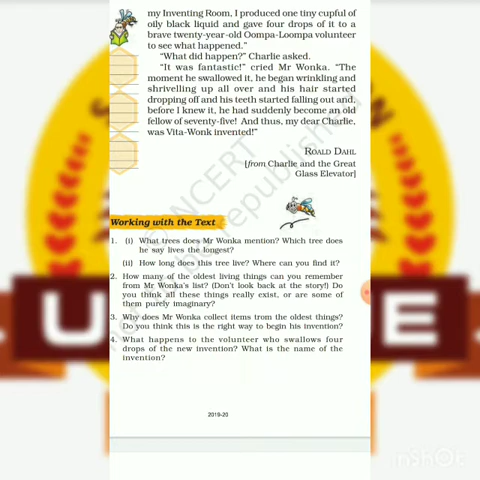 my Inventing Room, I produced one tiny cupful of
oily black liquid and gave four drops of it to a
brave twenty-year-old Oompa-Loompa volunteer
to see what happened."
"What did happen?" Charlie asked.
"It was fantastic!" cried Mr Wonka. "The
moment he swallowed it, he began wrinkling and
shrivelling up all over and his hair started
dropping off and his teeth started falling out and,
before I knew it, he had suddenly become an old
fellow of seventy-five! And thus, my dear Charlie,
was Vita-Wonk invented!"
ROALD DAHL
[from Charlie and the Great
Glass Elevator]
Working with the Text
1. (i) What trees does Mr Wonka mention? Which tree does
he say lives the longest?
(ii) How long does this tree live? Where can you find it?
2. How many of the oldest living things can you remember
from Mr Wonka's list? (Don't look back at the story!) Do
you think all these things really exist, or are some of
them purely imaginary?
3. Why does Mr Wonka collect items from the oldest things?
Do you think this is the right way to begin his invention?
4. What happens to the volunteer who swallows four
drops of the new invention? What is the name of the
invention?
2019-20
InShOt